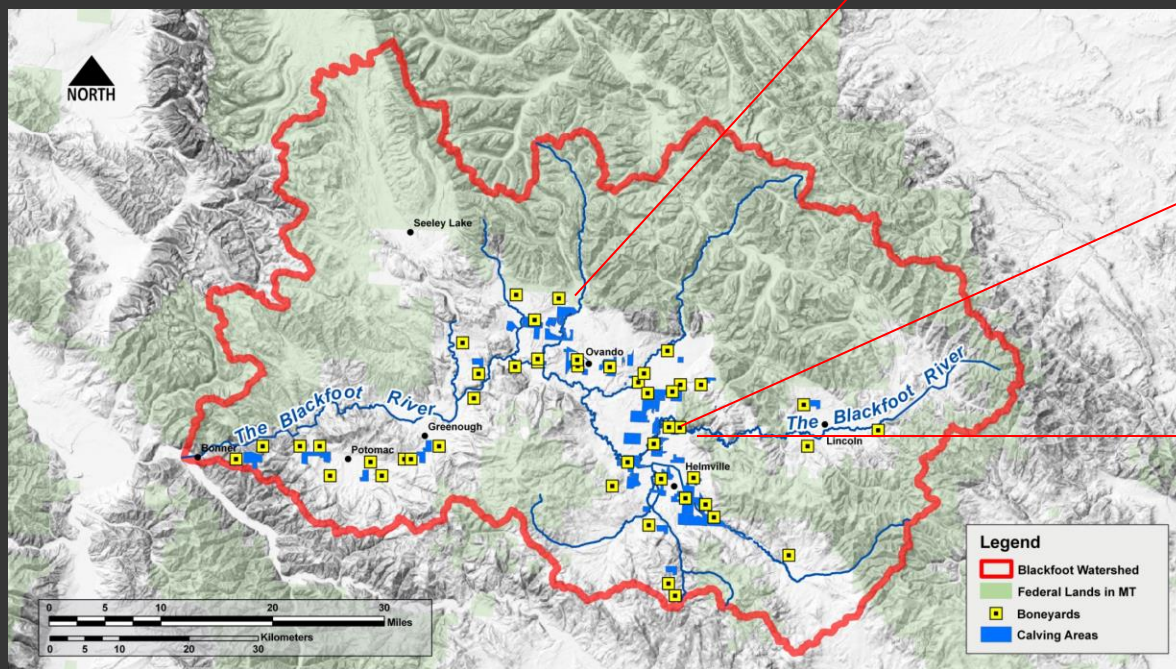 NORTH
Seeley Lake
Ovando
The Blackfoot River
The Blackfoot River
Greenough
Lincoln
Bonner
Potomac
Helmville
Legend
Blackfoot Watershed
Federal Lands in MT
Boneyards
Calving Areas
0 5 10 20 30
Miles
Kilometers
0 5 10 20 30